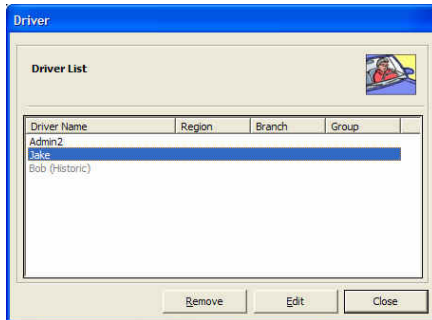 Driver
Driver List
Driver Name Region Branch Group
Admin2
Jake
Bob (Historic)
Remove Edit Close